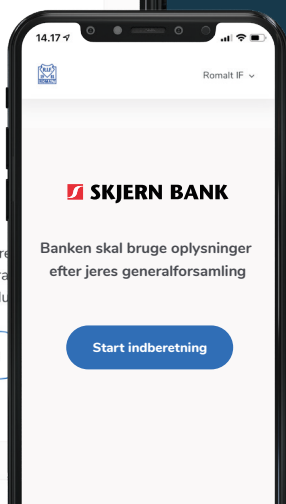 14.17
Romalt IF
SKJERN BANK
Banken skal bruge oplysninger
efter jeres generalforsamling
Start indberetning